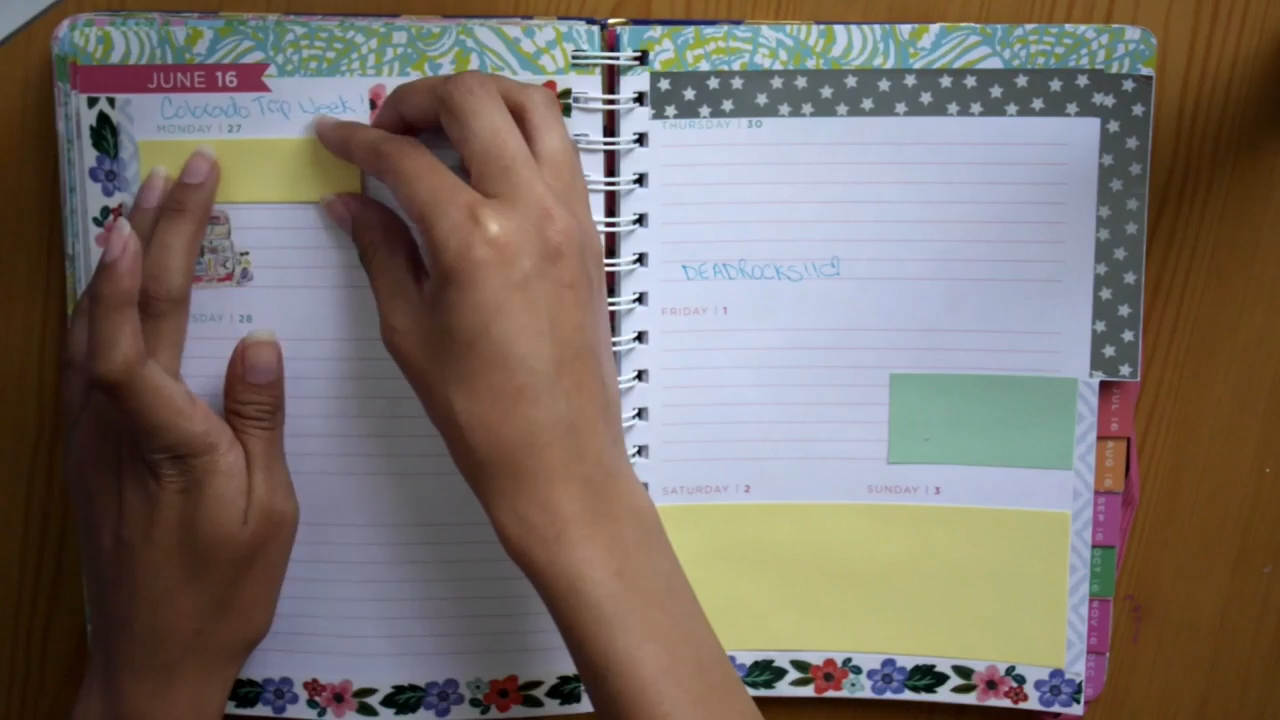 JUNE 16
Colorado Trip Week!
MONDAY | 27
SDAY | 28
THURSDAY | 30
DEADROCKS!!
FRIDAY | 1
SATURDAY | 2
SUNDAY | 3
JUL 16
AUG 16
SEP 16
OCT 16
NOV 16
DE